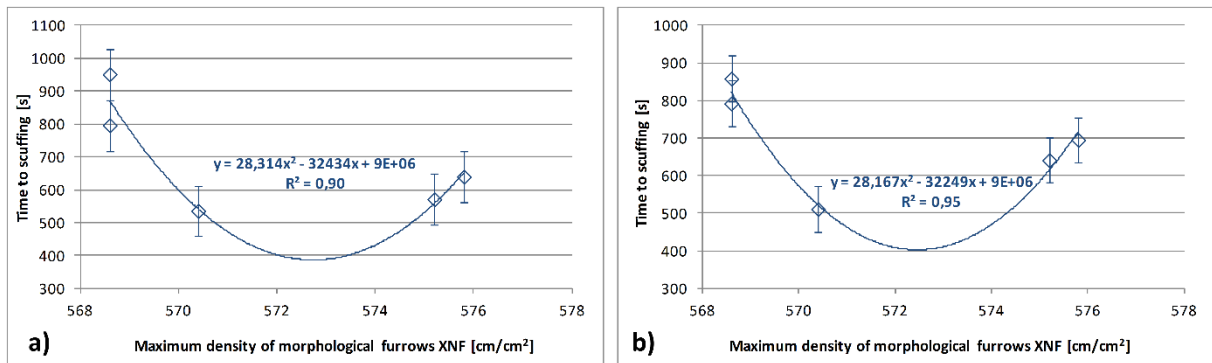 1100
1000
900
800
700
600
500
400
300
Time to scuffing [s]
y = 28,314x² - 32434x + 9E+06
R² = 0,90
568 570 572 574 576 578
a) Maximum density of morphological furrows XNF [cm/cm²]
1000
900
800
700
600
500
400
300
Time to scuffing [s]
y = 28,167x² - 32249x + 9E+06
R² = 0,95
568 570 572 574 576 578
b) Maximum density of morphological furrows XNF [cm/cm²]